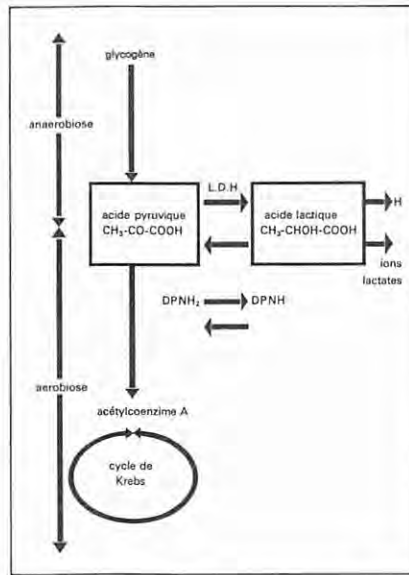 glycogène
anaerobiose
L.D.H
acide pyruvique
CH₃-CO-COOH
acide lactique
CH₃-CHOH-COOH
H
ions
lactates
DPNH₂
DPNH
aerobiose
acétylcoenzime A
cycle de
Krebs